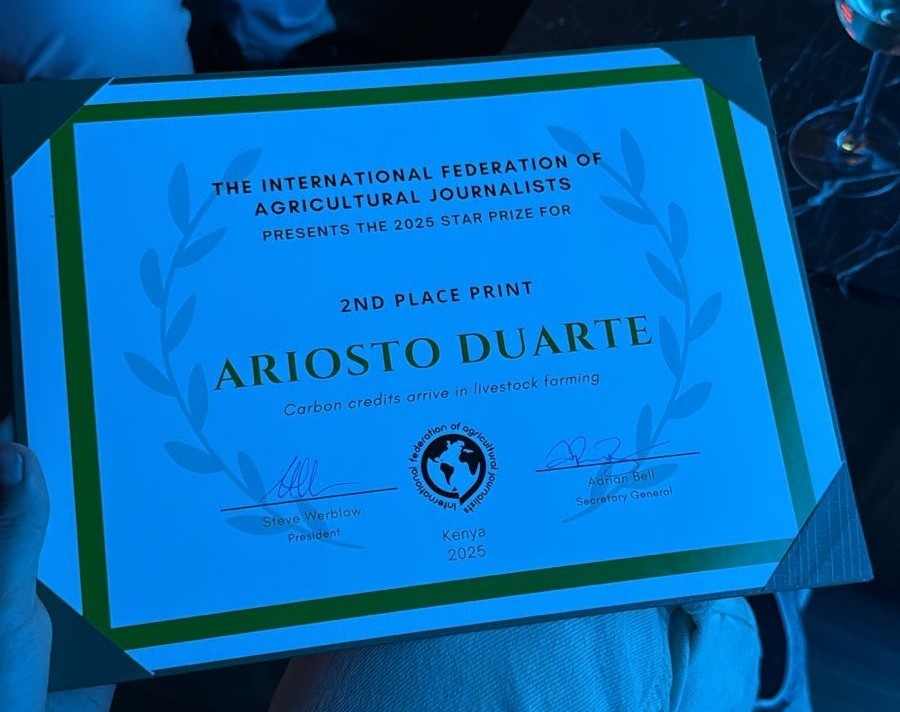 THE INTERNATIONAL FEDERATION OF
AGRICULTURAL JOURNALISTS
PRESENTS THE 2025 STAR PRIZE FOR
2ND PLACE PRINT
ARIOSTO DUARTE
Carbon credits arrive in livestock farming
international federation of agricultural journalists
Steve Werblow
President
Adrian Bell
Secretary General
Kenya
2025